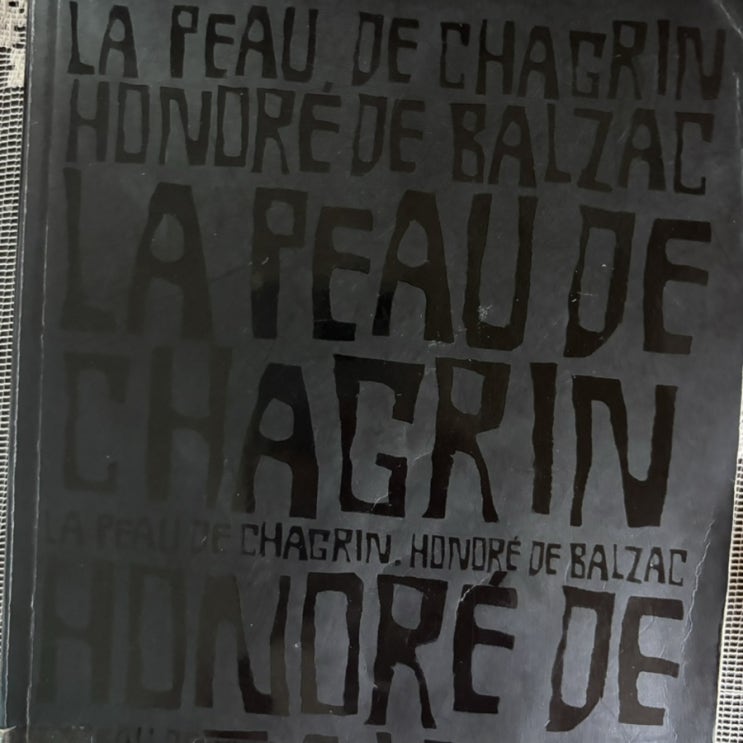 LA PEAU DE CHAGRIN
HONORÉ DE BALZAC
LA PEAU DE
CHAGRIN
LA PEAU DE CHAGRIN. HONORÉ DE BALZAC
HONORÉ DE